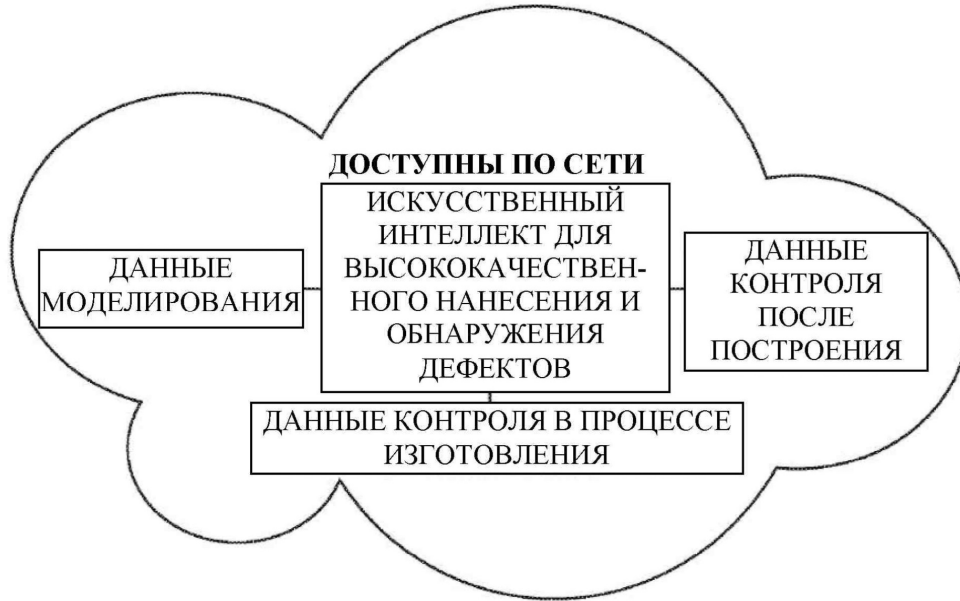 ДОСТУПНЫ ПО СЕТИ
ИСКУССТВЕННЫЙ
ИНТЕЛЛЕКТ ДЛЯ
ВЫСОКОКАЧЕСТВЕН-
НОГО НАНЕСЕНИЯ И
ОБНАРУЖЕНИЯ
ДЕФЕКТОВ
ДАННЫЕ
МОДЕЛИРОВАНИЯ
ДАННЫЕ
КОНТРОЛЯ
ПОСЛЕ
ПОСТРОЕНИЯ
ДАННЫЕ КОНТРОЛЯ В ПРОЦЕССЕ
ИЗГОТОВЛЕНИЯ